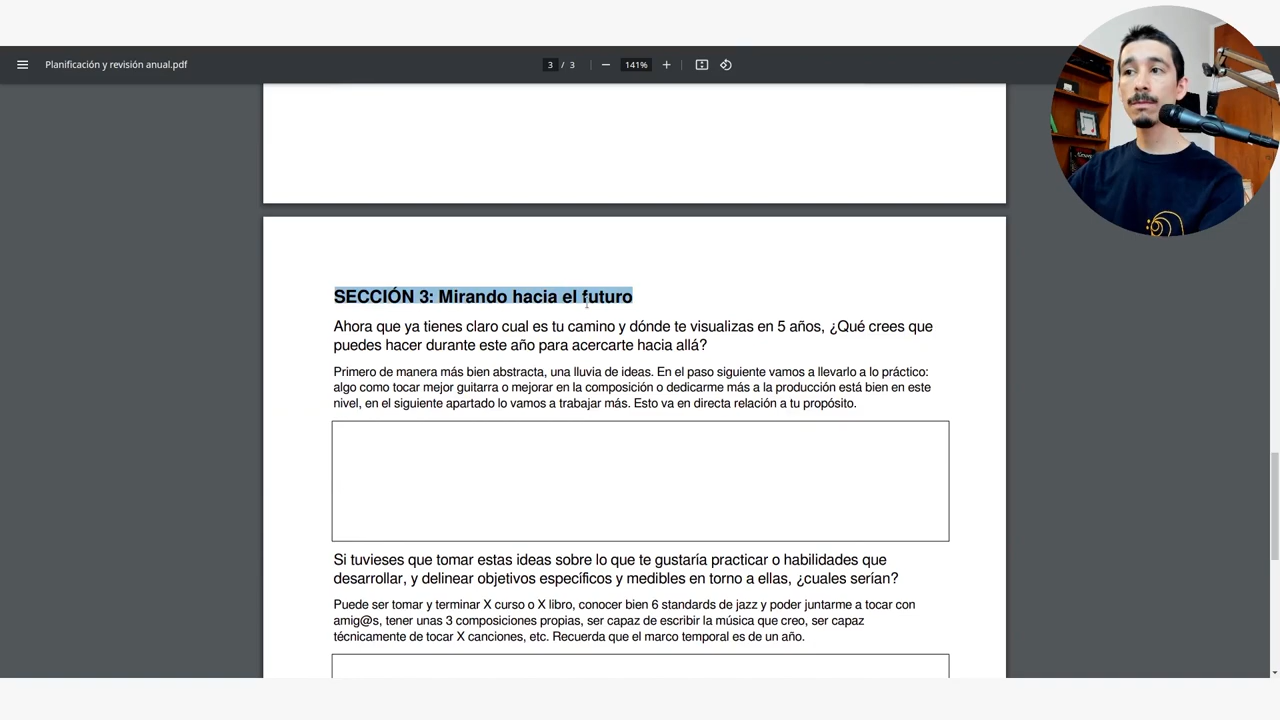 Planificación y revisión anual.pdf
3 / 3
141%
SECCIÓN 3: Mirando hacia el futuro
Ahora que ya tienes claro cual es tu camino y dónde te visualizas en 5 años, ¿Qué crees que
puedes hacer durante este año para acercarte hacia allá?
Primero de manera más bien abstracta, una lluvia de ideas. En el paso siguiente vamos a llevarlo a lo práctico:
algo como tocar mejor guitarra o mejorar en la composición o dedicarme más a la producción está bien en este
nivel, en el siguiente apartado lo vamos a trabajar más. Esto va en directa relación a tu propósito.
Si tuvieses que tomar estas ideas sobre lo que te gustaría practicar o habilidades que
desarrollar, y delinear objetivos específicos y medibles en torno a ellas, ¿cuales serían?
Puede ser tomar y terminar X curso o X libro, conocer bien 6 standards de jazz y poder juntarme a tocar con
amig@s, tener unas 3 composiciones propias, ser capaz de escribir la música que creo, ser capaz
técnicamente de tocar X canciones, etc. Recuerda que el marco temporal es de un año.